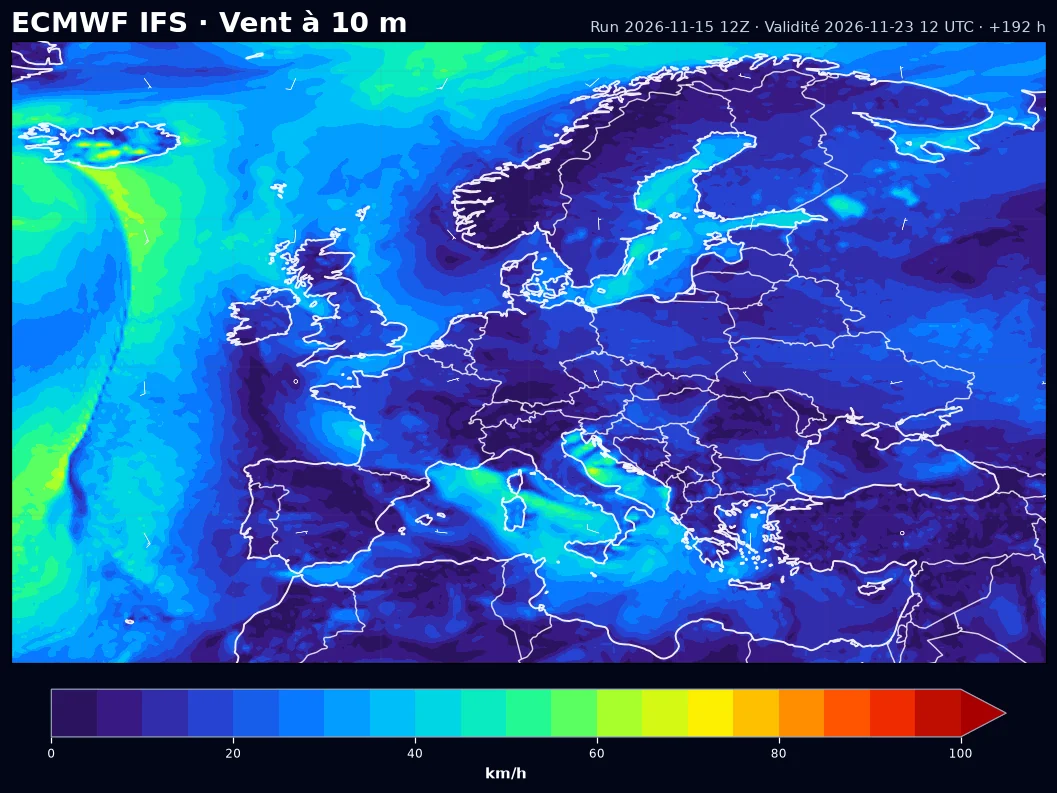 ECMWF IFS · Vent à 10 m
Run 2026-11-15 12Z · Validité 2026-11-23 12 UTC · +192 h
0 20 40 60 80 100
km/h